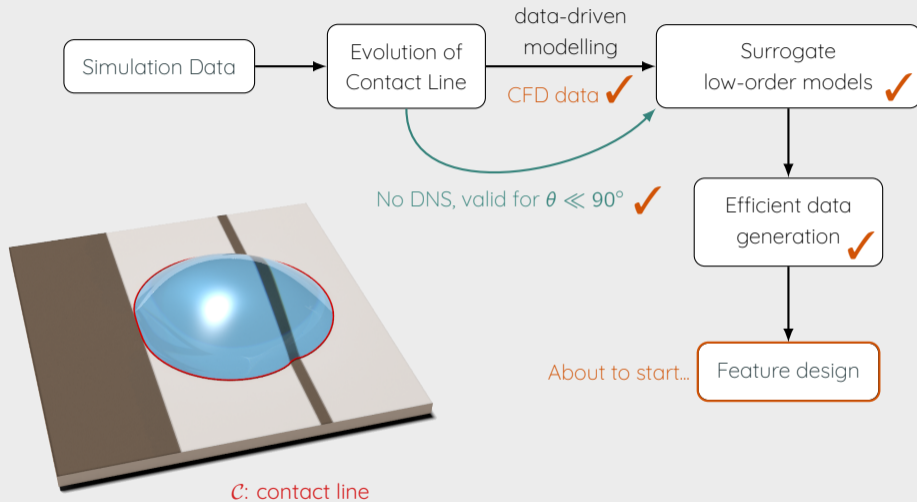 data-driven
modelling
Simulation Data
Evolution of
Contact Line
Surrogate
low-order models
CFD data
No DNS, valid for θ ≪ 90°
Efficient data
generation
About to start...
Feature design
𝒞: contact line